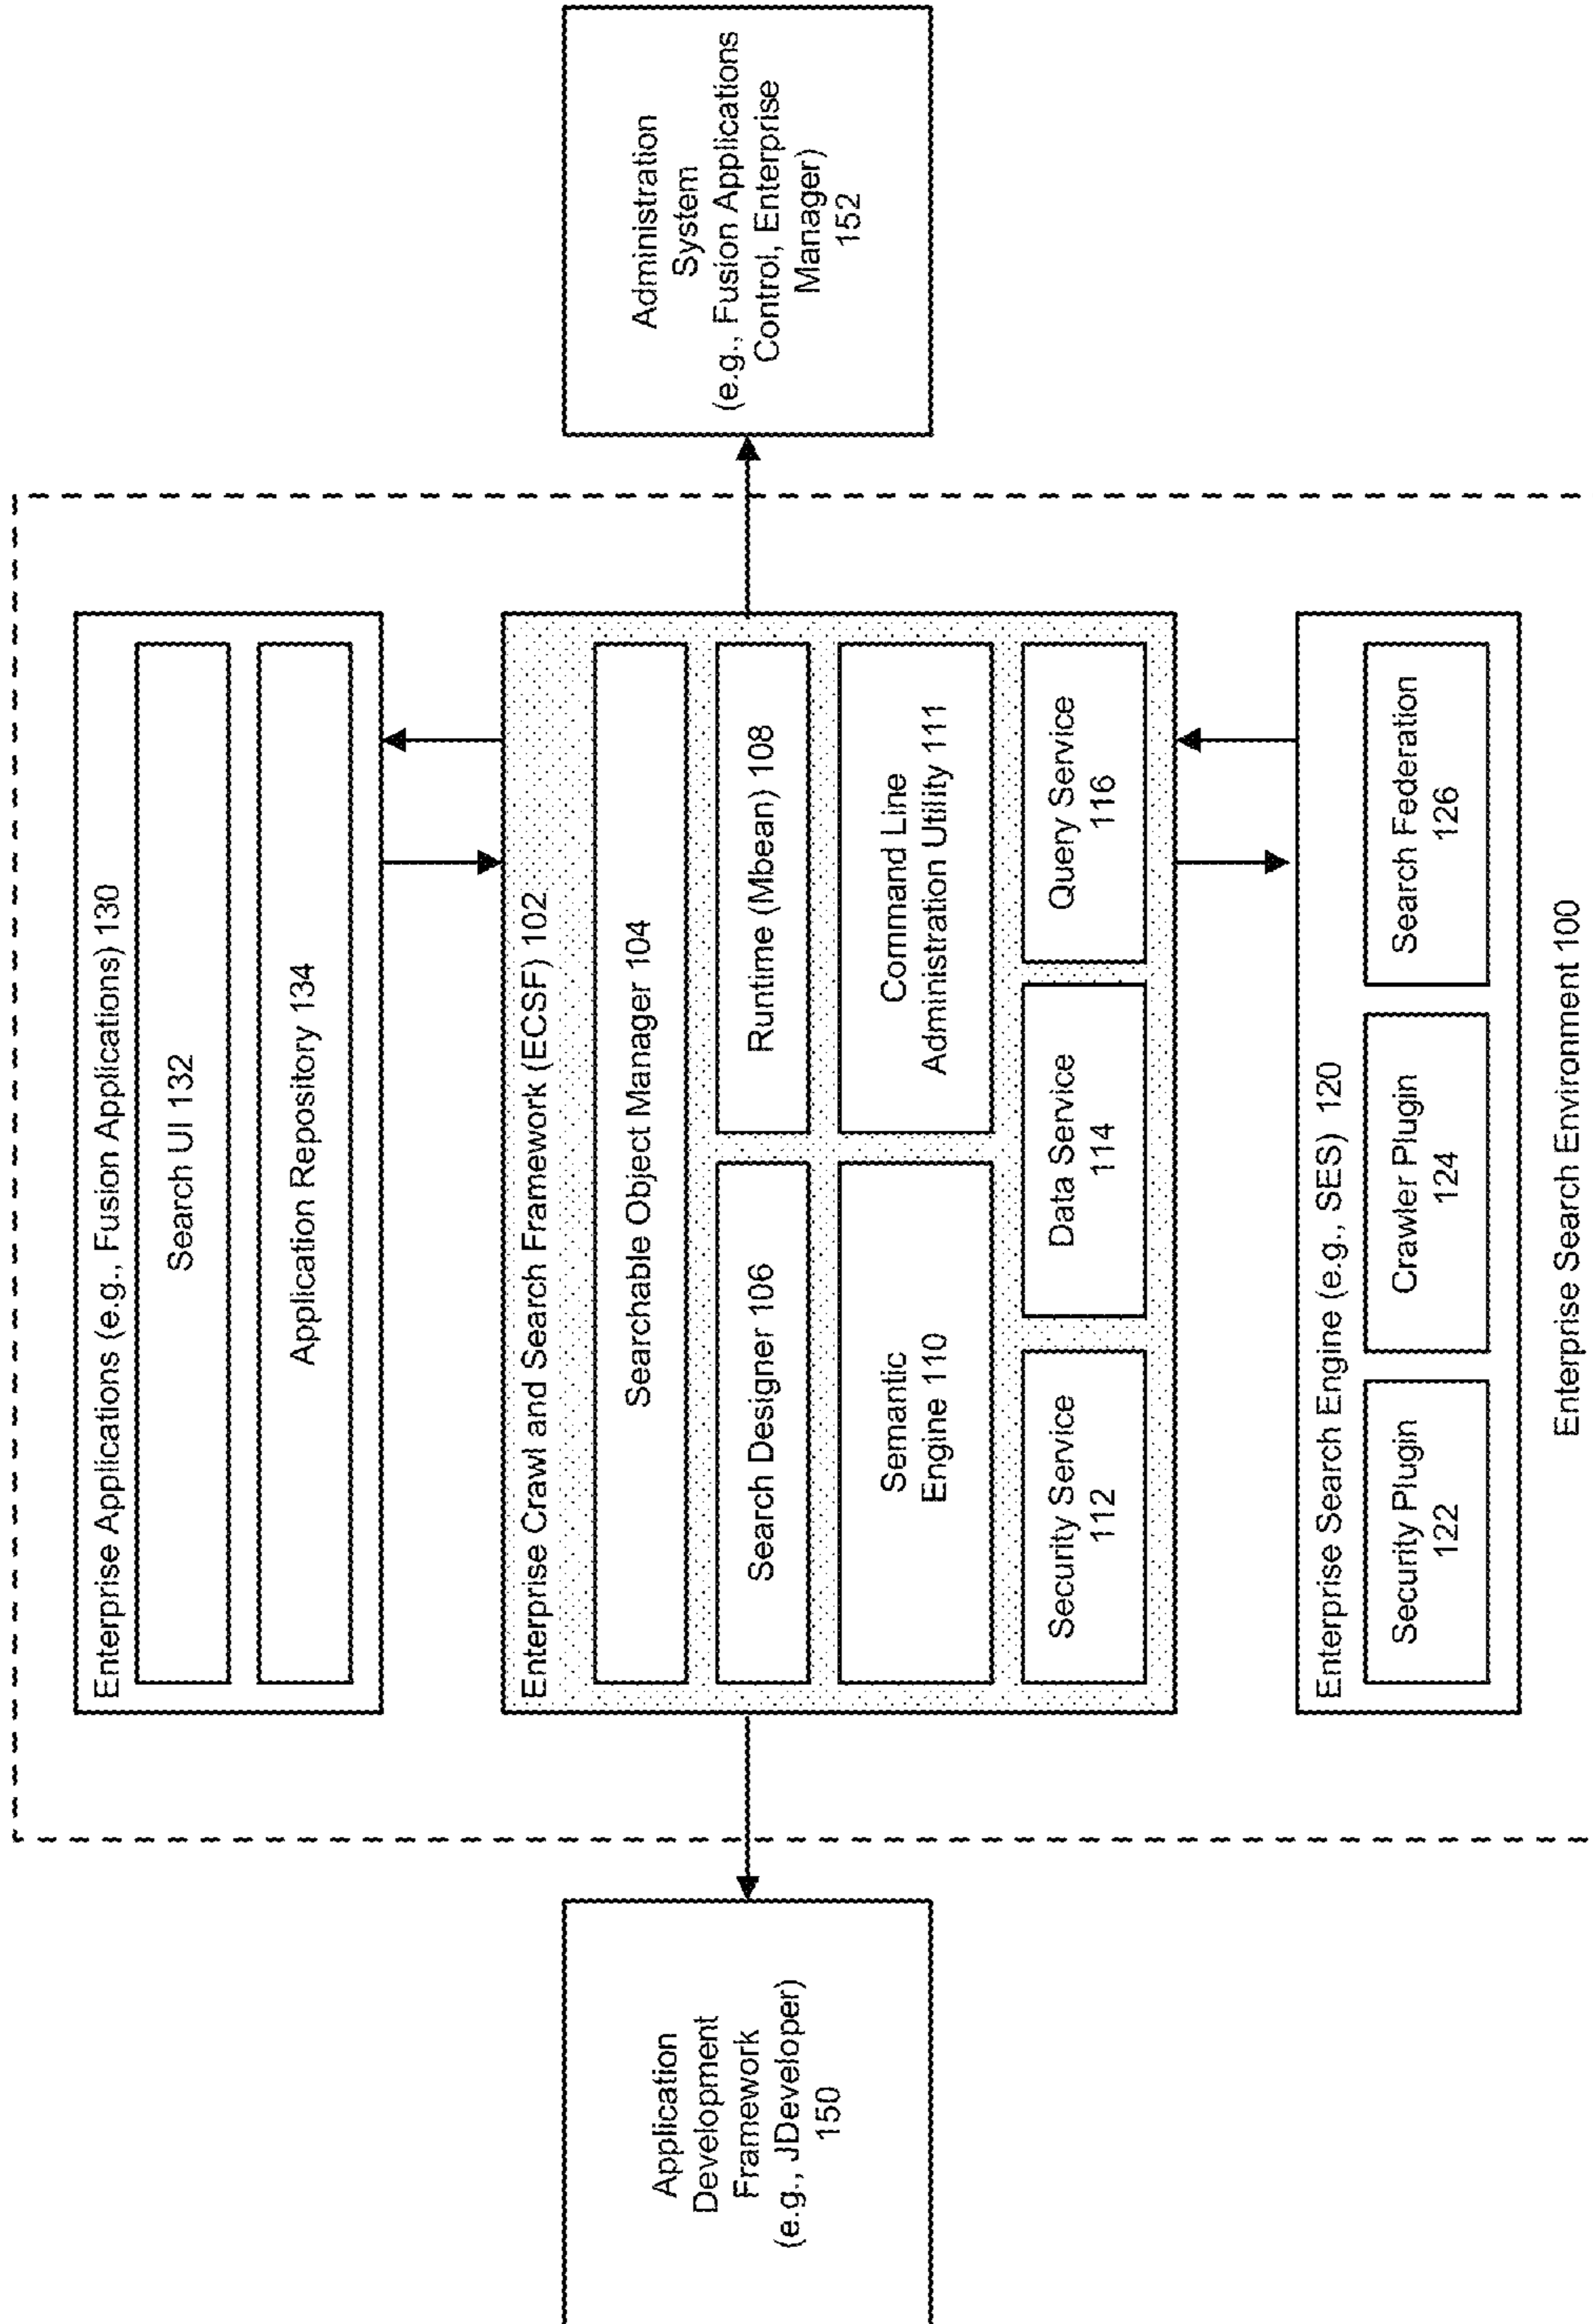 Enterprise Applications (e.g., Fusion Applications) 130
Search UI 132
Application Repository 134
Application
Development
Framework
(e.g., JDeveloper)
150
Enterprise Crawl and Search Framework (ECSF) 102
Searchable Object Manager 104
Search Designer 106
Runtime (Mbean) 108
Semantic
Engine 110
Command Line
Administration Utility 111
Security Service
112
Data Service
114
Query Service
116
Administration
System
(e.g., Fusion Applications
Control, Enterprise
Manager)
152
Enterprise Search Engine (e.g., SES) 120
Security Plugin
122
Crawler Plugin
124
Search Federation
126
Enterprise Search Environment 100